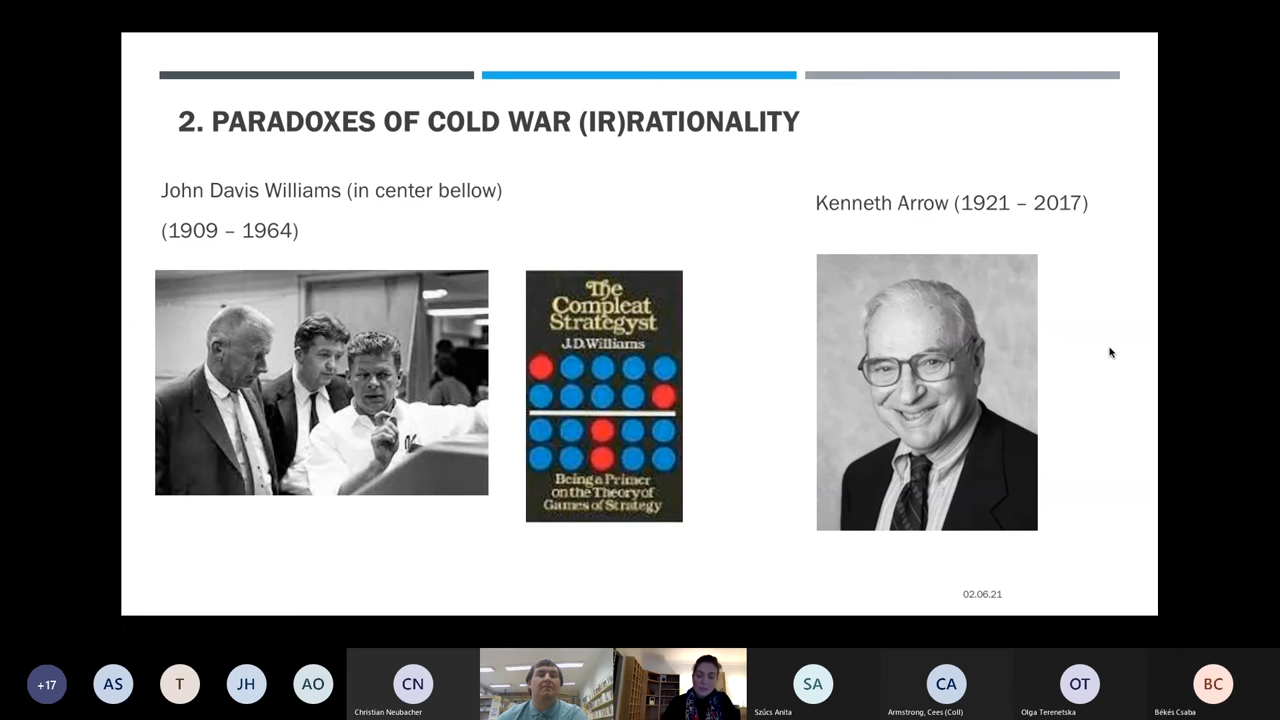 2. PARADOXES OF COLD WAR (IR)RATIONALITY
John Davis Williams (in center bellow)
(1909 – 1964)
Kenneth Arrow (1921 – 2017)
The
Compleat
Strategyst
J.D.Williams
Being a Primer
on the Theory of
Games of Strategy
02.06.21
+17
AS
T
JH
AO
CN
Christian Neubacher
SA
Szűcs Anita
CA
Armstrong, Cees (Coll)
OT
Olga Terenetska
BC
Békés Csaba